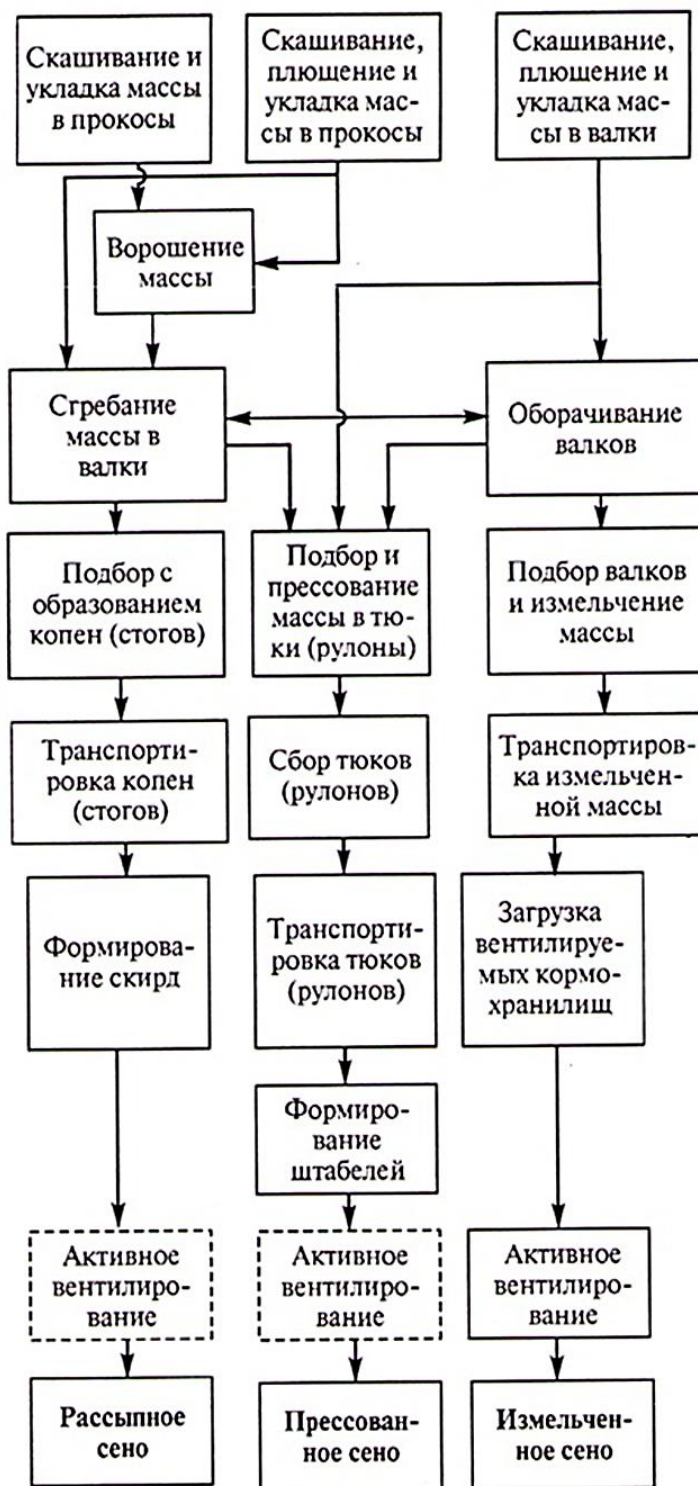 Скашивание и
укладка массы
в прокосы
Скашивание,
плющение и
укладка мас-
сы в прокосы
Скашивание,
плющение и
укладка мас-
сы в валки
Ворошение
массы
Сгребание
массы в
валки
Оборачивание
валков
Подбор с
образованием
копен (стогов)
Подбор и
прессование
массы в тю-
ки (рулоны)
Подбор валков
и измельчение
массы
Транспорти-
ровка копен
(стогов)
Сбор тюков
(рулонов)
Транспортиров-
ка измельчен-
ной массы
Формирова-
ние скирд
Транспорти-
ровка тюков
(рулонов)
Загрузка
вентилируе-
мых кормо-
хранилищ
Формиро-
вание
штабелей
Активное
вентилиро-
вание
Активное
вентилиро-
вание
Активное
вентилиро-
вание
Рассыпное
сено
Прессован-
ное сено
Измельчен-
ное сено